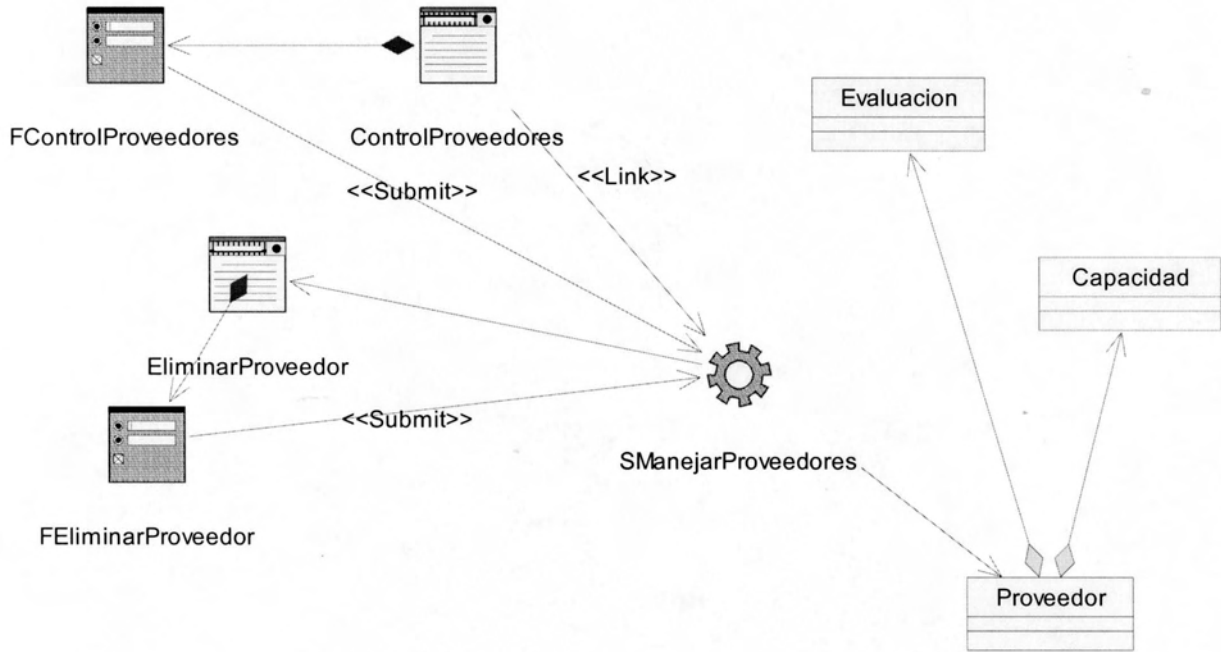 Evaluacion
FControlProveedores
ControlProveedores
<<Submit>>
<<Link>>
Capacidad
EliminarProveedor
<<Submit>>
SManejarProveedores
FEliminarProveedor
Proveedor